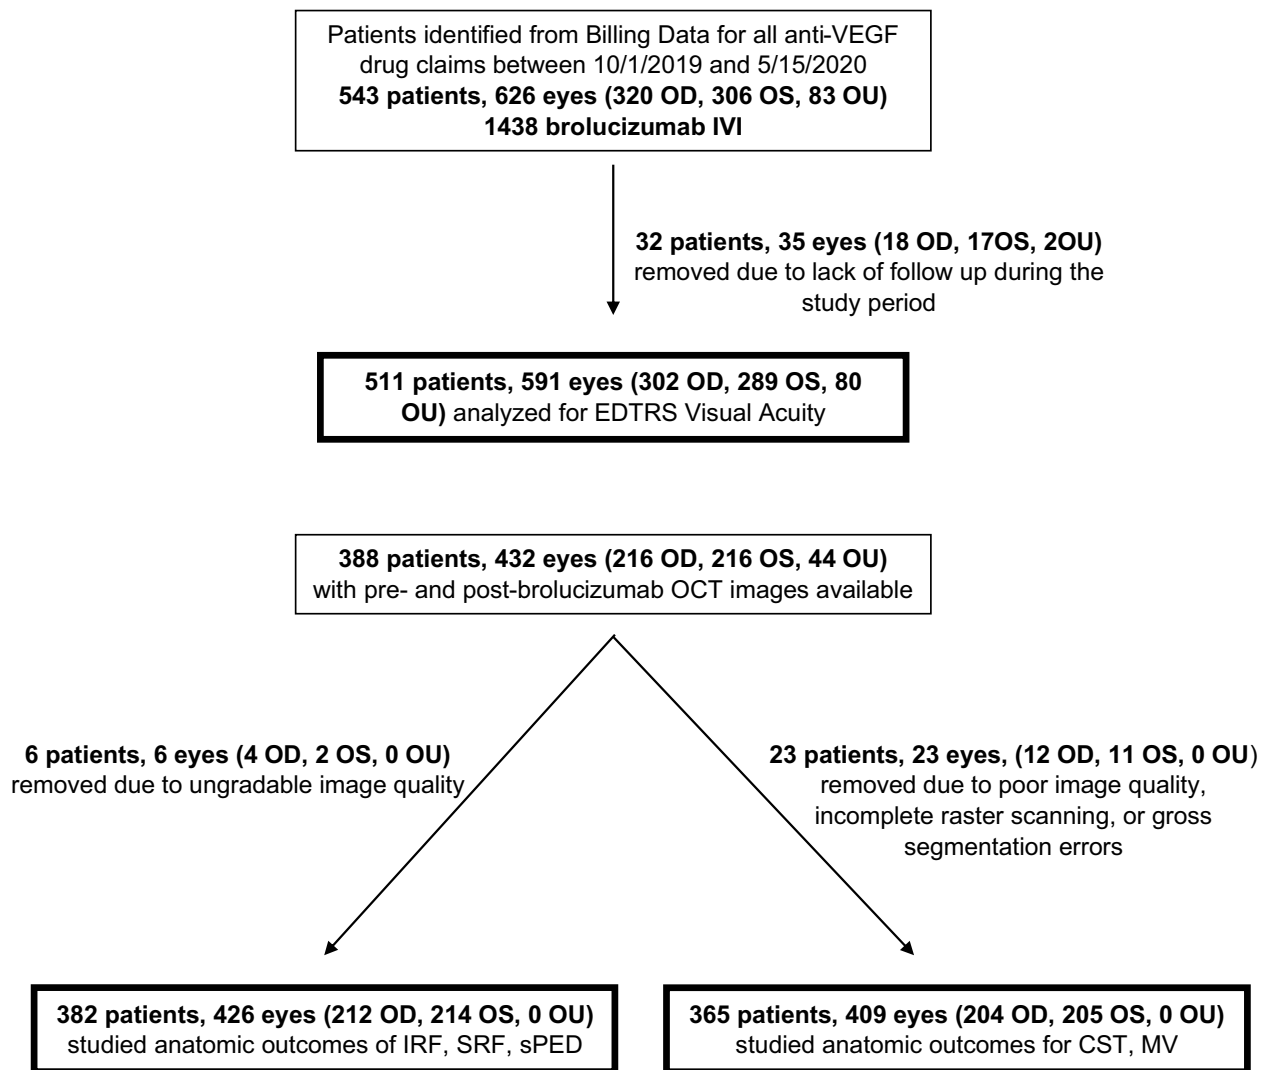 Patients identified from Billing Data for all anti-VEGF
drug claims between 10/1/2019 and 5/15/2020
543 patients, 626 eyes (320 OD, 306 OS, 83 OU)
1438 brolucizumab IVI
32 patients, 35 eyes (18 OD, 17OS, 2OU)
removed due to lack of follow up during the
study period
511 patients, 591 eyes (302 OD, 289 OS, 80
OU) analyzed for EDTRS Visual Acuity
388 patients, 432 eyes (216 OD, 216 OS, 44 OU)
with pre- and post-brolucizumab OCT images available
6 patients, 6 eyes (4 OD, 2 OS, 0 OU)
removed due to ungradable image quality
23 patients, 23 eyes, (12 OD, 11 OS, 0 OU)
removed due to poor image quality,
incomplete raster scanning, or gross
segmentation errors
382 patients, 426 eyes (212 OD, 214 OS, 0 OU)
studied anatomic outcomes of IRF, SRF, sPED
365 patients, 409 eyes (204 OD, 205 OS, 0 OU)
studied anatomic outcomes for CST, MV